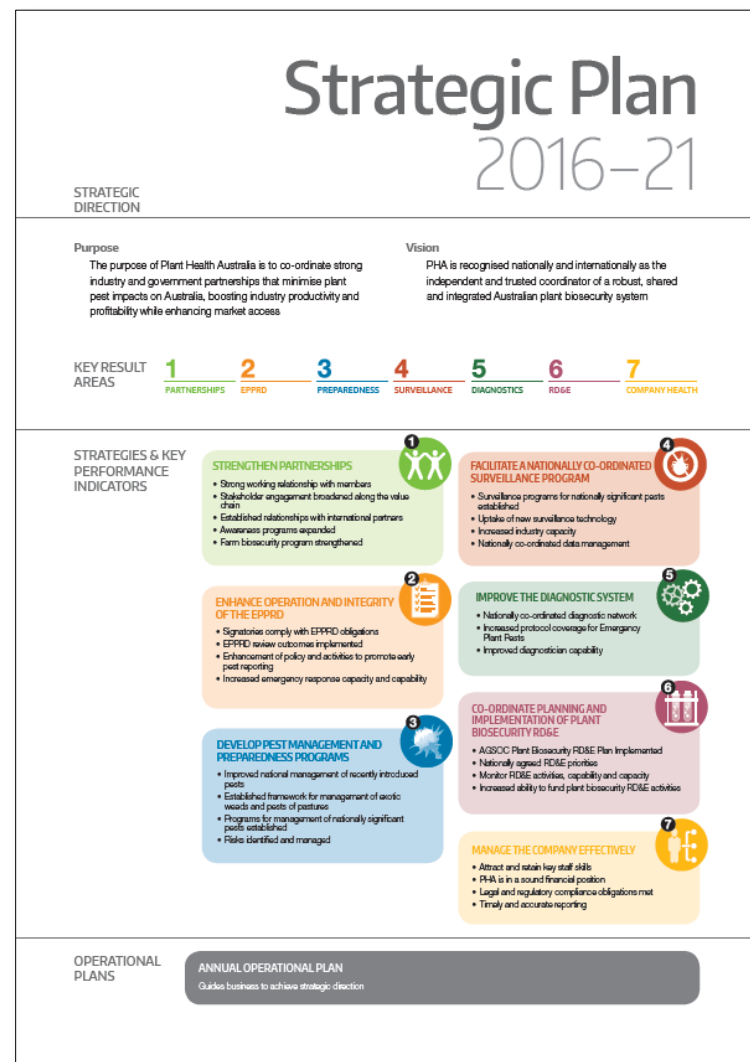 Strategic Plan
2016–21
STRATEGIC
DIRECTION
Purpose
The purpose of Plant Health Australia is to co-ordinate strong
industry and government partnerships that minimise plant
pest impacts on Australia, boosting industry productivity and
profitability while enhancing market access
Vision
PHA is recognised nationally and internationally as the
independent and trusted coordinator of a robust, shared
and integrated Australian plant biosecurity system
KEY RESULT
AREAS
1
PARTNERSHIPS
2
EPPRD
3
PREPAREDNESS
4
SURVEILLANCE
5
DIAGNOSTICS
6
RD&E
7
COMPANY HEALTH
STRATEGIES & KEY
PERFORMANCE
INDICATORS
1
STRENGTHEN PARTNERSHIPS
• Strong working relationship with members
• Stakeholder engagement broadened along the value
chain
• Established relationships with international partners
• Awareness programs expanded
• Farm biosecurity program strengthened
2
ENHANCE OPERATION AND INTEGRITY
OF THE EPPRD
• Signatories comply with EPPRD obligations
• EPPRD review outcomes implemented
• Enhancement of policy and activities to promote early
pest reporting
• Increased emergency response capacity and capability
3
DEVELOP PEST MANAGEMENT AND
PREPAREDNESS PROGRAMS
• Improved national management of recently introduced
pests
• Established framework for management of exotic
weeds and pests of pastures
• Programs for management of nationally significant
pests established
• Risks identified and managed
4
FACILITATE A NATIONALLY CO-ORDINATED
SURVEILLANCE PROGRAM
• Surveillance programs for nationally significant pests
established
• Uptake of new surveillance technology
• Increased industry capacity
• Nationally co-ordinated data management
5
IMPROVE THE DIAGNOSTIC SYSTEM
• Nationally co-ordinated diagnostic network
• Increased protocol coverage for Emergency
Plant Pests
• Improved diagnostician capability
6
CO-ORDINATE PLANNING AND
IMPLEMENTATION OF PLANT
BIOSECURITY RD&E
• AGSOC Plant Biosecurity RD&E Plan Implemented
• Nationally agreed RD&E priorities
• Monitor RD&E activities, capability and capacity
• Increased ability to fund plant biosecurity RD&E activities
7
MANAGE THE COMPANY EFFECTIVELY
• Attract and retain key staff skills
• PHA is in a sound financial position
• Legal and regulatory compliance obligations met
• Timely and accurate reporting
OPERATIONAL
PLANS
ANNUAL OPERATIONAL PLAN
Guides business to achieve strategic direction